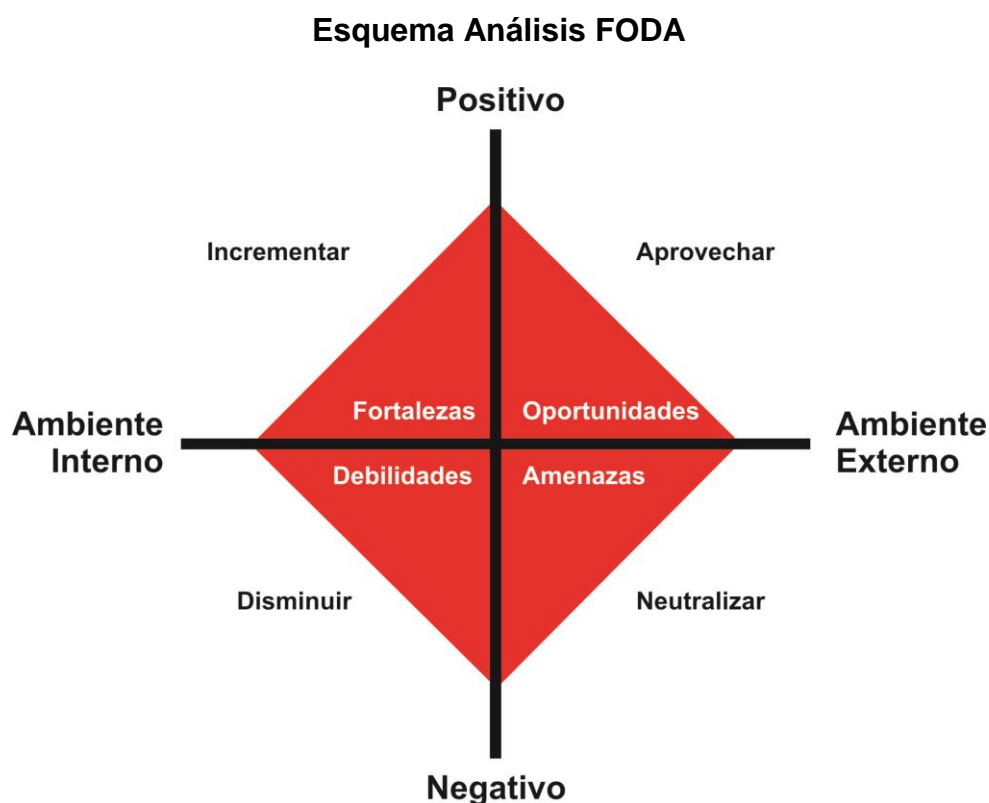 Esquema Análisis FODA
Positivo
Incrementar
Aprovechar
Fortalezas
Oportunidades
Ambiente
Interno
Ambiente
Externo
Debilidades
Amenazas
Disminuir
Neutralizar
Negativo